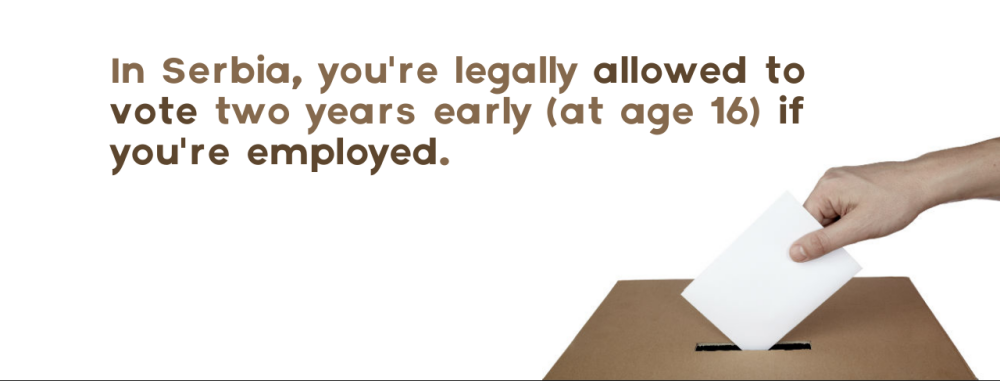 In Serbia, you're legally allowed to
vote two years early (at age 16) if
you're employed.